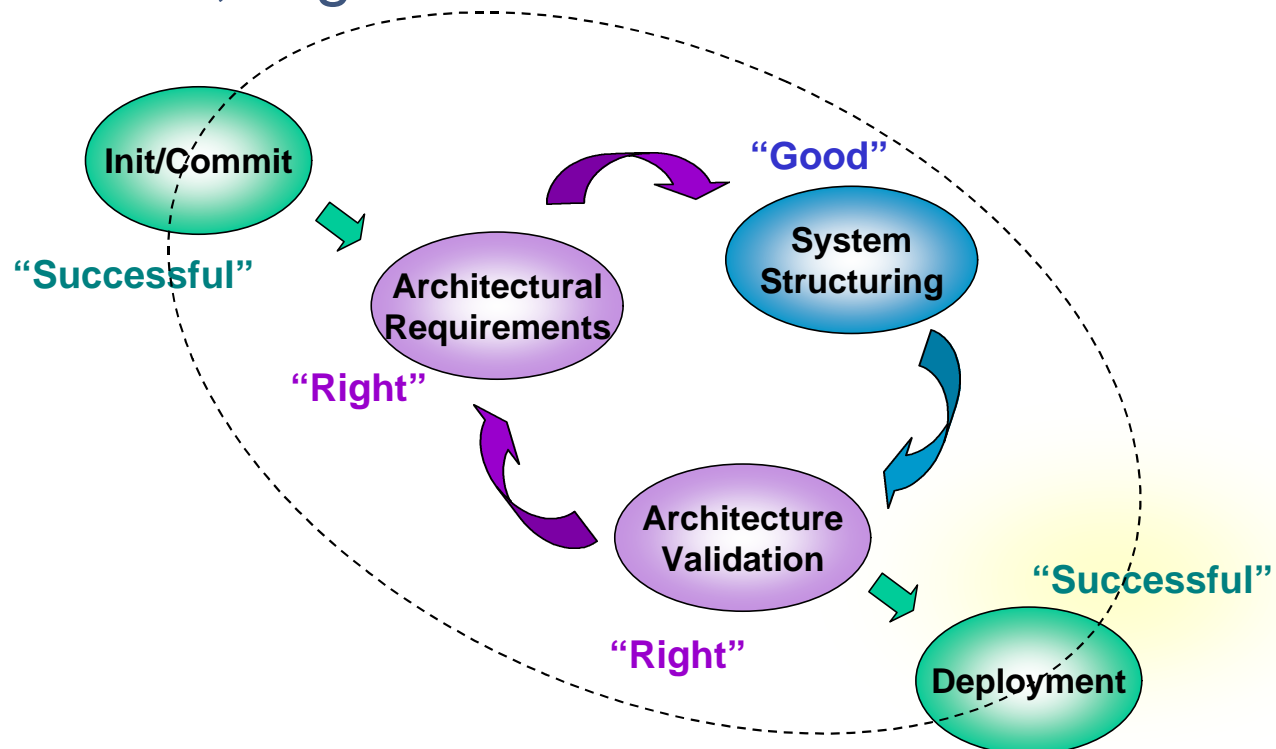 Init/Commit
“Good”
System
Structuring
“Successful”
Architectural
Requirements
“Right”
Architecture
Validation
“Successful”
“Right”
Deployment